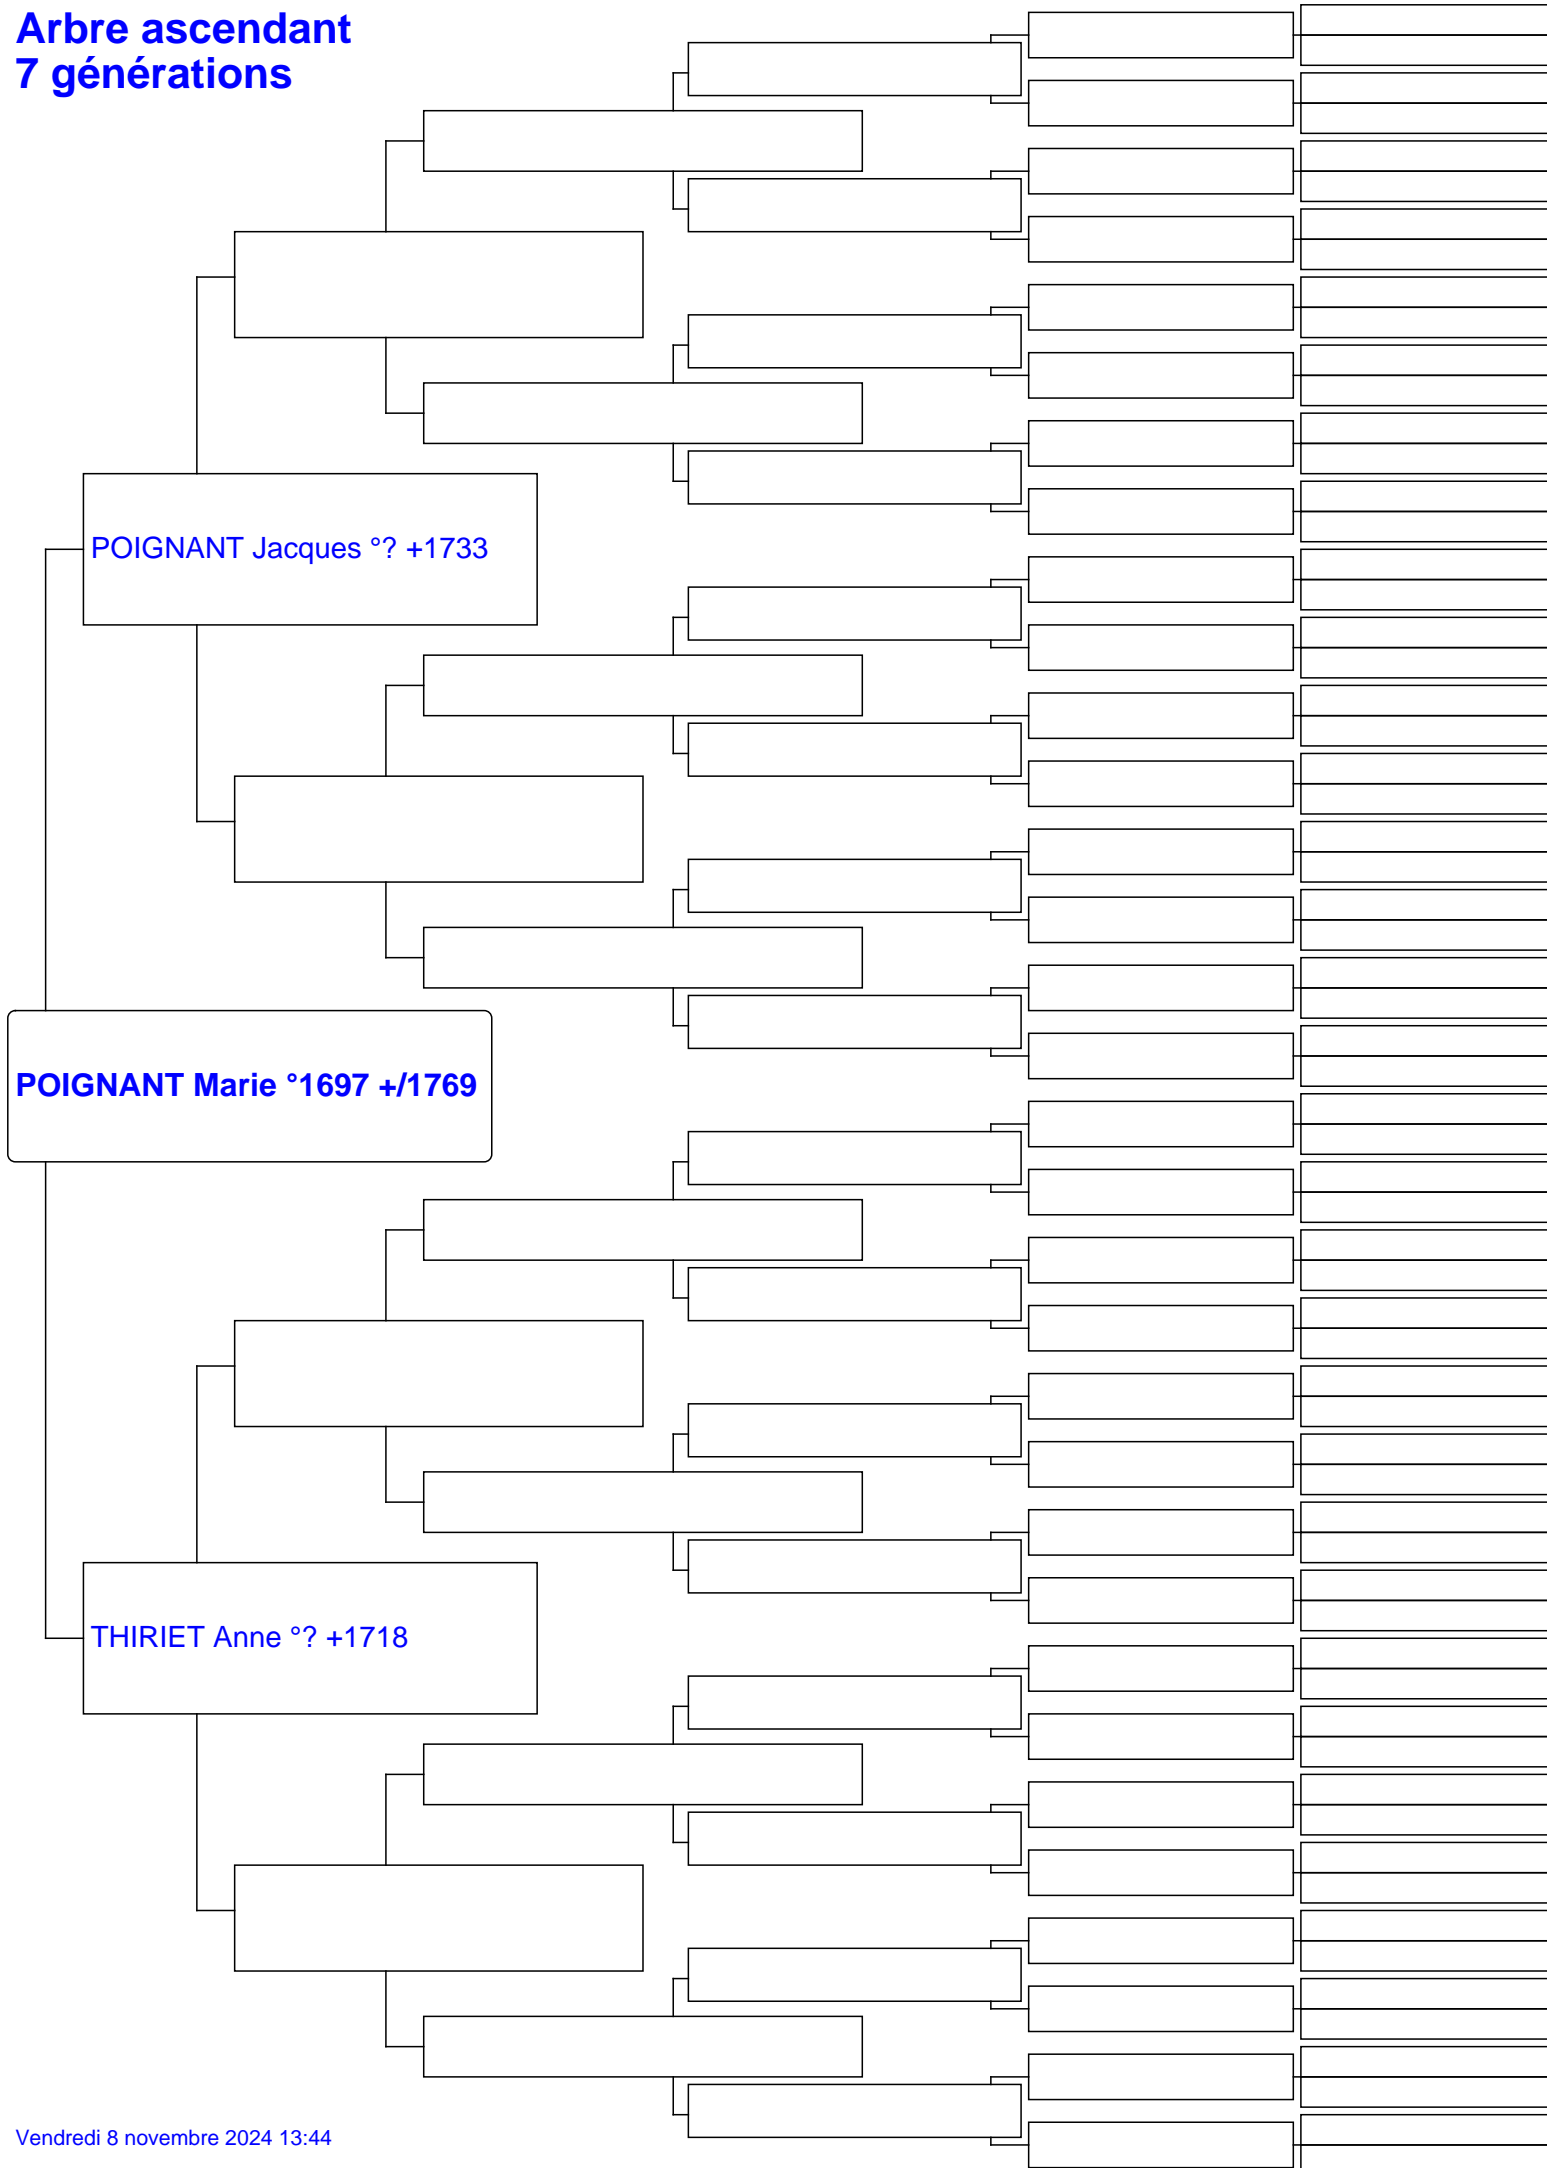 Arbre ascendant
7 générations
POIGNANT Jacques °? +1733
POIGNANT Marie °1697 +/1769
THIRIET Anne °? +1718
Vendredi 8 novembre 2024 13:44